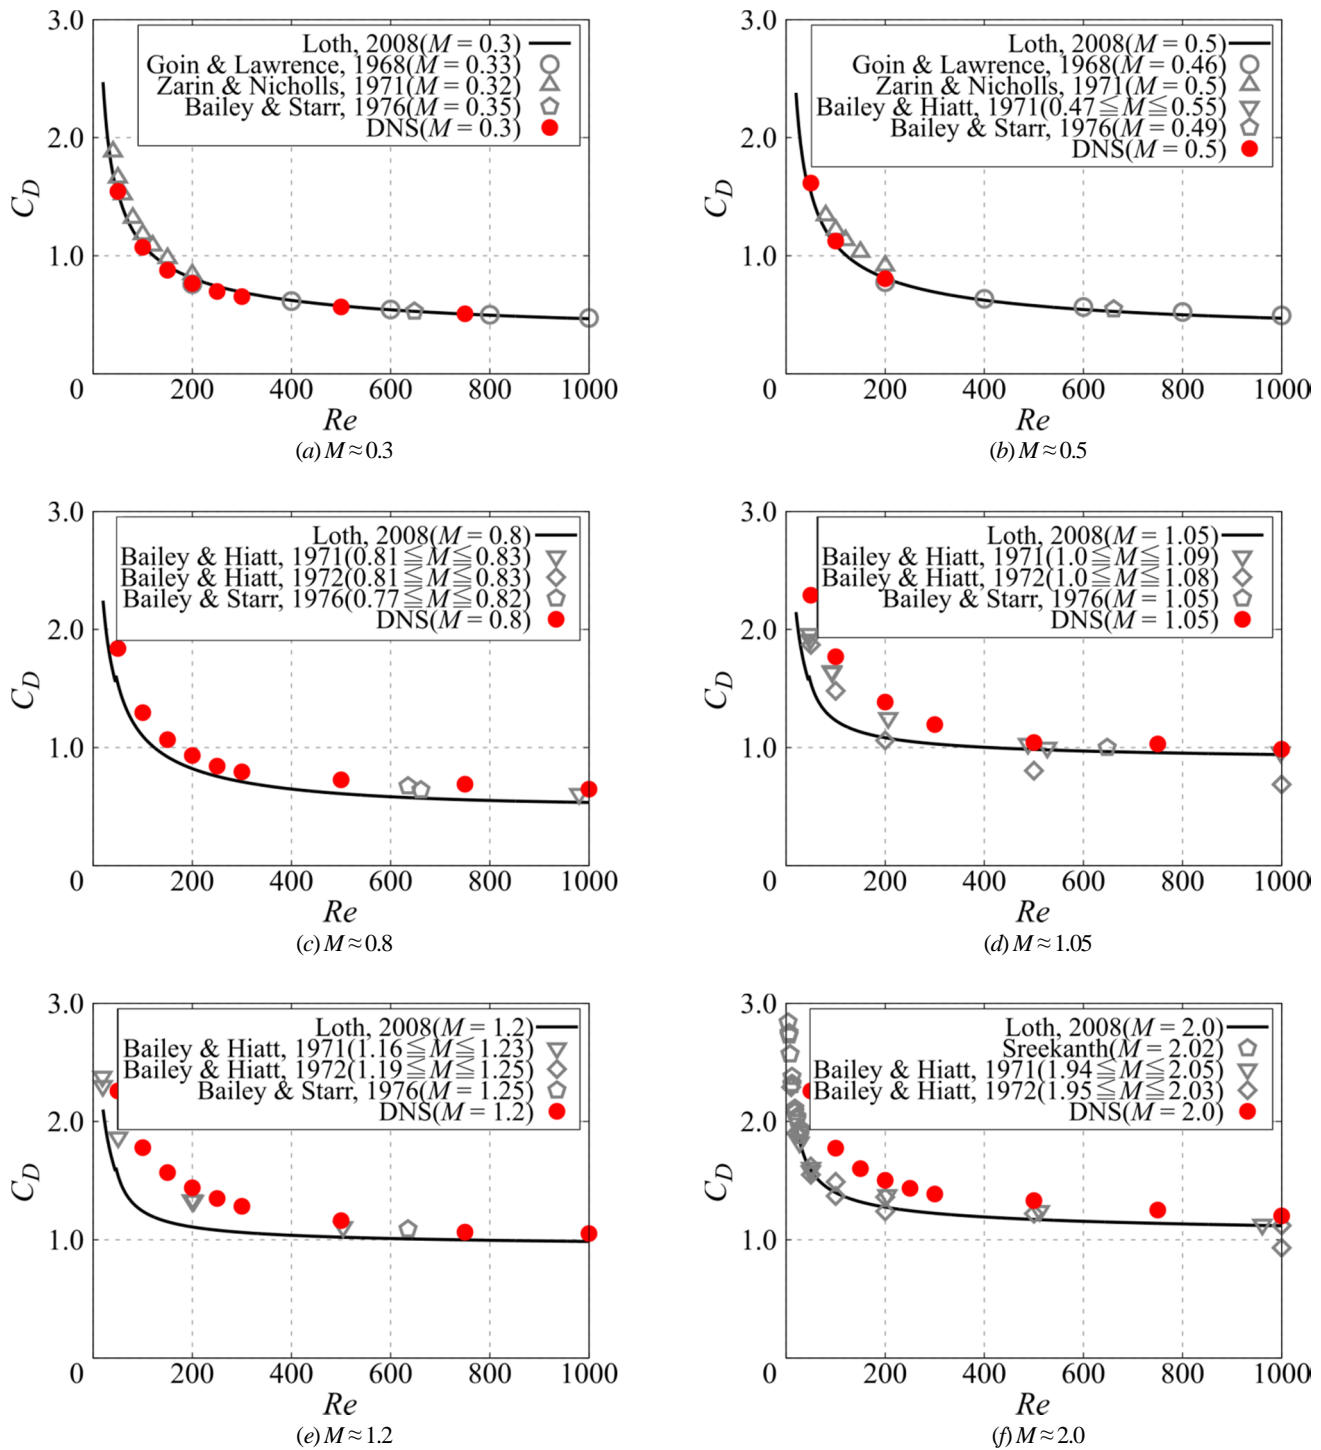 3.0
2.0
1.0
0
C_D
Loth, 2008(M = 0.3)
Goin & Lawrence, 1968(M = 0.33)
Zarin & Nicholls, 1971(M = 0.32)
Bailey & Starr, 1976(M = 0.35)
DNS(M = 0.3)
200 400 600 800 1000
Re
(a) M ≈ 0.3
3.0
2.0
1.0
0
C_D
Loth, 2008(M = 0.5)
Goin & Lawrence, 1968(M = 0.46)
Zarin & Nicholls, 1971(M = 0.5)
Bailey & Hiatt, 1971(0.47 ≦ M ≦ 0.55)
Bailey & Starr, 1976(M = 0.49)
DNS(M = 0.5)
200 400 600 800 1000
Re
(b) M ≈ 0.5
3.0
2.0
1.0
0
C_D
Loth, 2008(M = 0.8)
Bailey & Hiatt, 1971(0.81 ≦ M ≦ 0.83)
Bailey & Hiatt, 1972(0.81 ≦ M ≦ 0.83)
Bailey & Starr, 1976(0.77 ≦ M ≦ 0.82)
DNS(M = 0.8)
200 400 600 800 1000
Re
(c) M ≈ 0.8
3.0
2.0
1.0
0
C_D
Loth, 2008(M = 1.05)
Bailey & Hiatt, 1971(1.0 ≦ M ≦ 1.09)
Bailey & Hiatt, 1972(1.0 ≦ M ≦ 1.08)
Bailey & Starr, 1976(M = 1.05)
DNS(M = 1.05)
200 400 600 800 1000
Re
(d) M ≈ 1.05
3.0
2.0
1.0
0
C_D
Loth, 2008(M = 1.2)
Bailey & Hiatt, 1971(1.16 ≦ M ≦ 1.23)
Bailey & Hiatt, 1972(1.19 ≦ M ≦ 1.25)
Bailey & Starr, 1976(M = 1.25)
DNS(M = 1.2)
200 400 600 800 1000
Re
(e) M ≈ 1.2
3.0
2.0
1.0
0
C_D
Loth, 2008(M = 2.0)
Sreekanth(M = 2.02)
Bailey & Hiatt, 1971(1.94 ≦ M ≦ 2.05)
Bailey & Hiatt, 1972(1.95 ≦ M ≦ 2.03)
DNS(M = 2.0)
200 400 600 800 1000
Re
(f) M ≈ 2.0